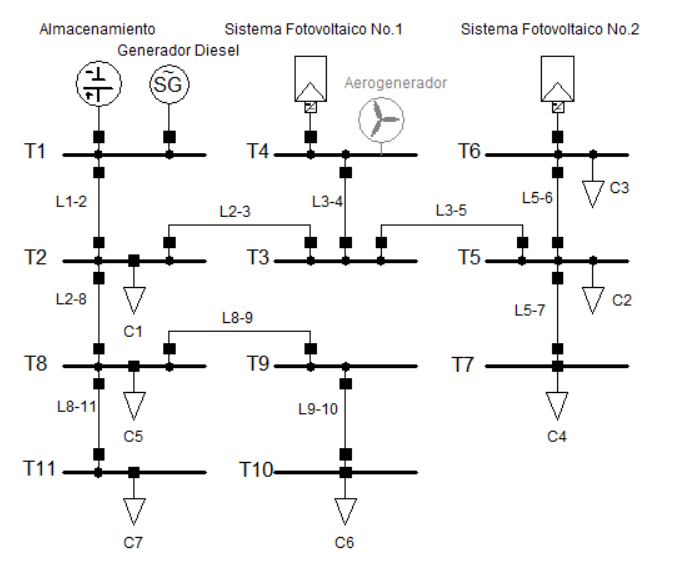 Almacenamiento
Sistema Fotovoltaico No.1
Sistema Fotovoltaico No.2
Generador Diesel
SG
Aerogenerador
T1
T4
T6
L1-2
L3-4
L5-6
C3
L2-3
L3-5
T2
T3
T5
L2-8
C1
L5-7
C2
L8-9
T8
T9
T7
L8-11
C5
L9-10
C4
T11
T10
C7
C6